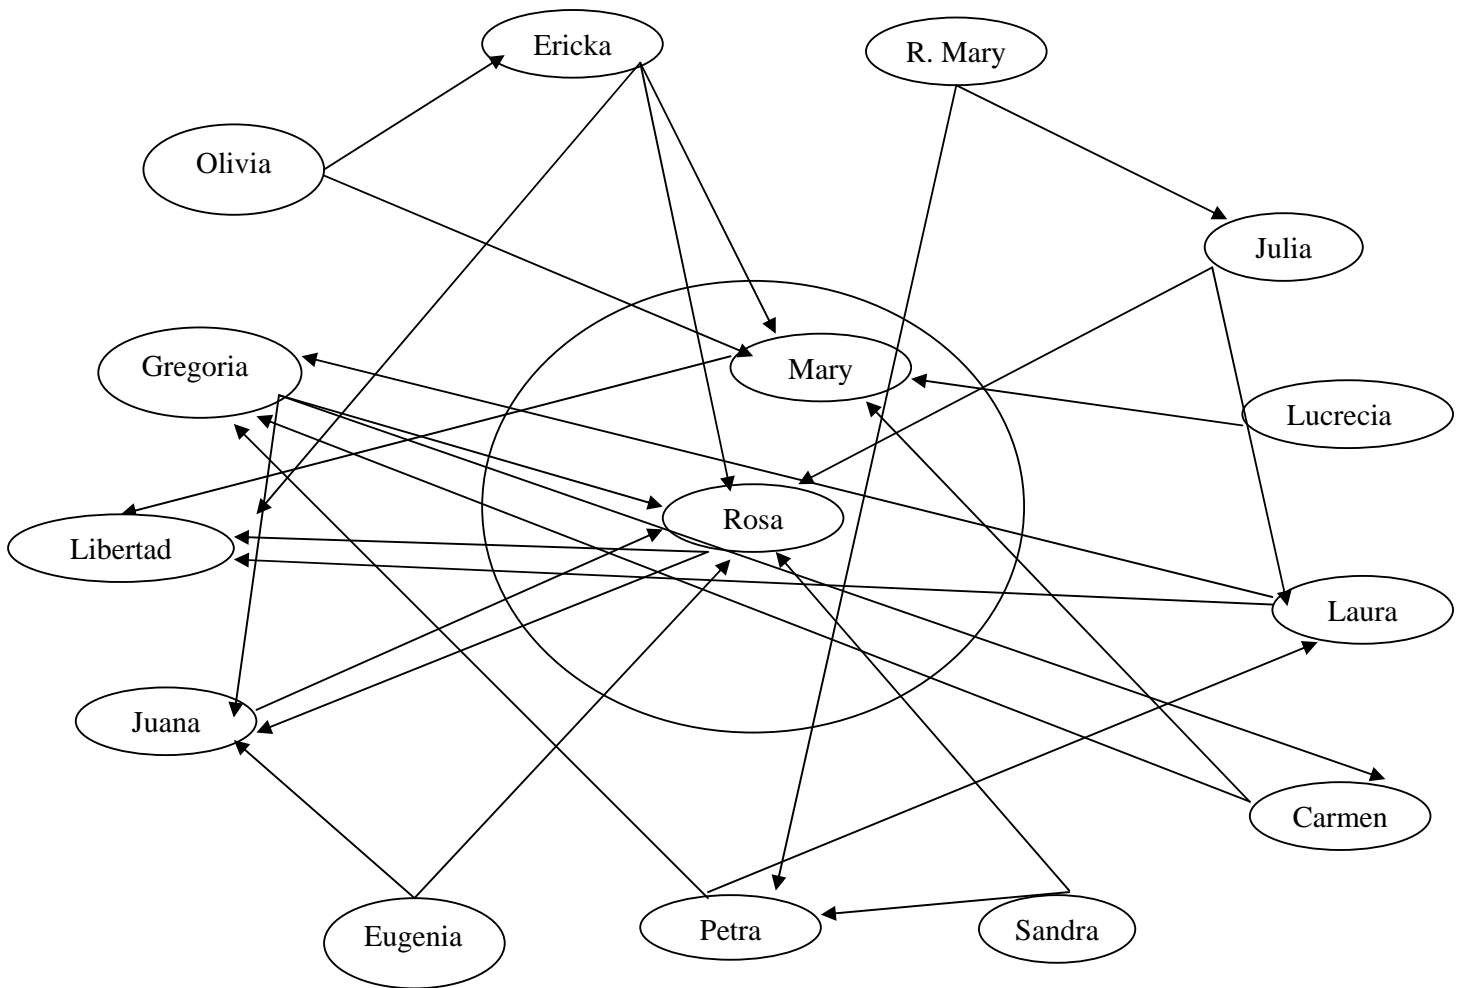 Ericka
R. Mary
Olivia
Julia
Gregoria
Mary
Lucrecia
Rosa
Libertad
Laura
Juana
Carmen
Eugenia
Petra
Sandra